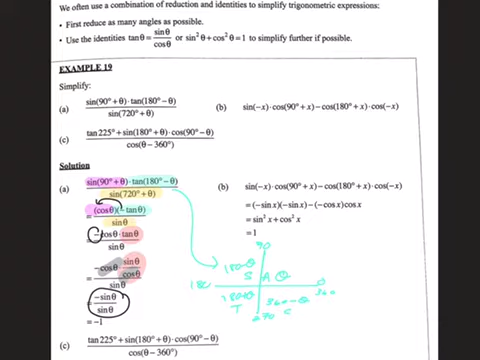 We often use a combination of reduction and identities to simplify trigonometric expressions:
• First reduce as many angles as possible.
• Use the identities tanθ = sinθ/cosθ or sin²θ + cos²θ = 1 to simplify further if possible.
EXAMPLE 19
Simplify:
(a) sin(90° + θ) · tan(180° − θ) / sin(720° + θ)
(b) sin(−x) · cos(90° + x) − cos(180° + x) · cos(−x)
(c) tan 225° + sin(180° + θ) · cos(90° − θ) / cos(θ − 360°)
Solution
(a) sin(90° + θ) · tan(180° − θ) / sin(720° + θ)
= (cosθ)(−tanθ) / sinθ
= −cosθ · tanθ / sinθ
= −cosθ · sinθ/cosθ / sinθ
= −sinθ / sinθ
= −1
(b) sin(−x) · cos(90° + x) − cos(180° + x) · cos(−x)
= (−sin x)(−sin x) − (−cos x)cos x
= sin² x + cos² x
= 1
90
180-θ
S A θ
180 0
360
180+θ 360-θ
T C
270
(c) tan 225° + sin(180° + θ) · cos(90° − θ) / cos(θ − 360°)